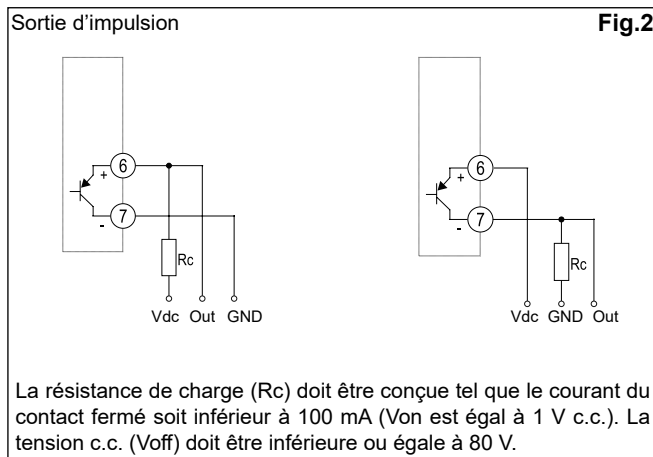 Sortie d’impulsion
Fig.2
+ 6
- 7
Rc
Vdc Out GND
+ 6
- 7
Rc
Vdc GND Out
La résistance de charge (Rc) doit être conçue tel que le courant du
contact fermé soit inférieur à 100 mA (Von est égal à 1 V c.c.). La
tension c.c. (Voff) doit être inférieure ou égale à 80 V.